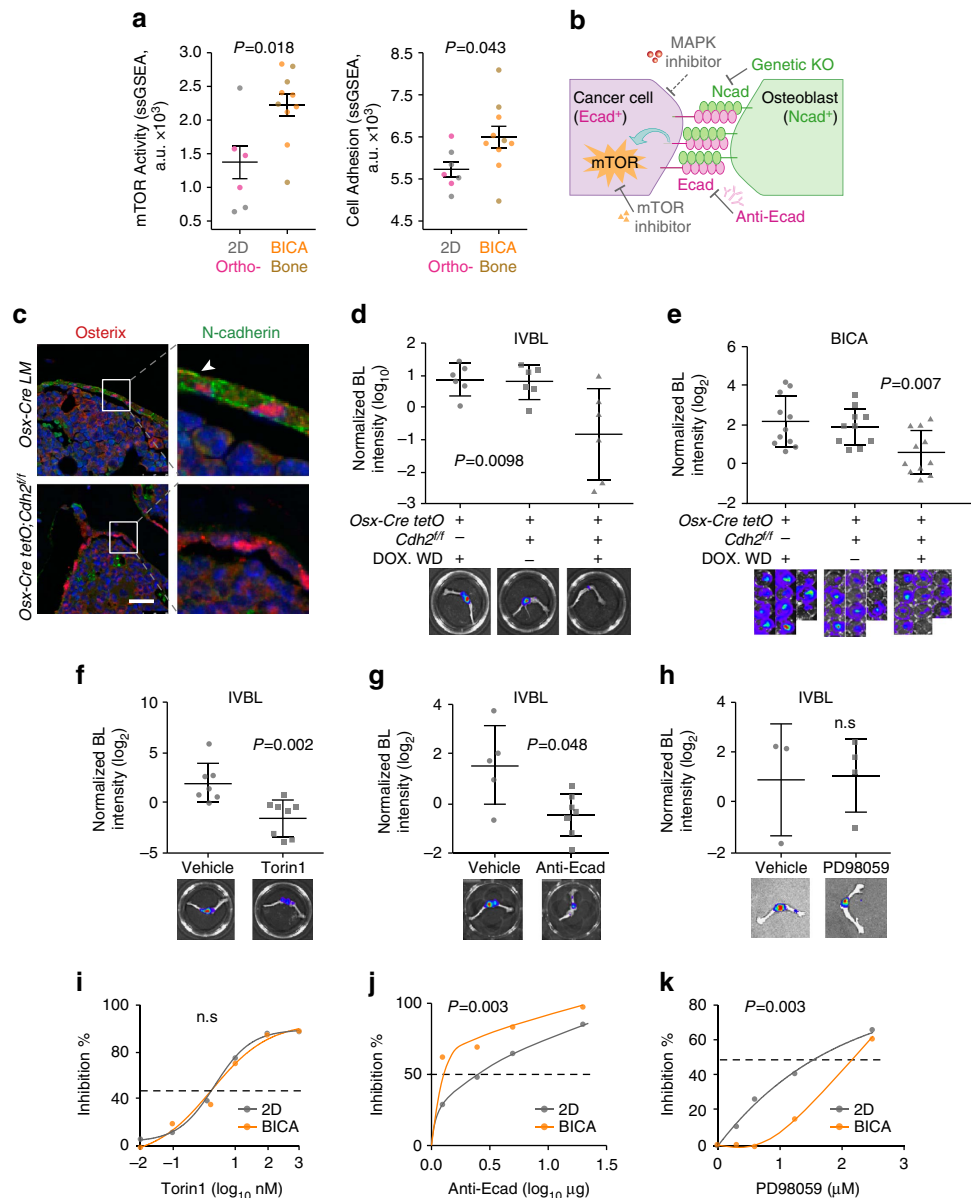 a
P=0.018
mTOR Activity (ssGSEA,
a.u. ×10³)
3.0
2.5
2.0
1.5
1.0
0.5
2D
Ortho-
BICA
Bone
P=0.043
Cell Adhesion (ssGSEA,
a.u. ×10³)
8.5
7.5
6.5
5.5
4.5
2D
Ortho-
BICA
Bone
b
MAPK
inhibitor
Genetic KO
Ncad
Cancer cell
(Ecad⁺)
Osteoblast
(Ncad⁺)
mTOR
Ecad
mTOR
inhibitor
Anti-Ecad
c
Osterix
N-cadherin
Osx-Cre LM
Osx-Cre tetO;Cdh2f/f
d
IVBL
Normalized BL
intensity (log₁₀)
2
1
0
−1
−2
−3
P=0.0098
Osx-Cre tetO + + +
Cdh2f/f − + +
DOX. WD + − +
e
BICA
Normalized BL
intensity (log₂)
6
4
2
0
−2
P=0.007
Osx-Cre tetO + + +
Cdh2f/f − + +
DOX. WD + − +
f
IVBL
Normalized BL
intensity (log₂)
10
5
0
−5
P=0.002
Vehicle
Torin1
g
IVBL
Normalized BL
intensity (log₂)
4
2
0
−2
P=0.048
Vehicle
Anti-Ecad
h
IVBL
Normalized BL
intensity (log₂)
4
2
0
−2
n.s
Vehicle
PD98059
i
n.s
Inhibition %
100
80
40
0
2D
BICA
−2 −1 0 1 2 3
Torin1 (log₁₀ nM)
j
P=0.003
Inhibition %
100
50
0
2D
BICA
0.0 0.5 1.0 1.5
Anti-Ecad (log₁₀ µg)
k
P=0.003
Inhibition %
80
60
40
20
0
2D
BICA
0 1 2 3
PD98059 (µM)